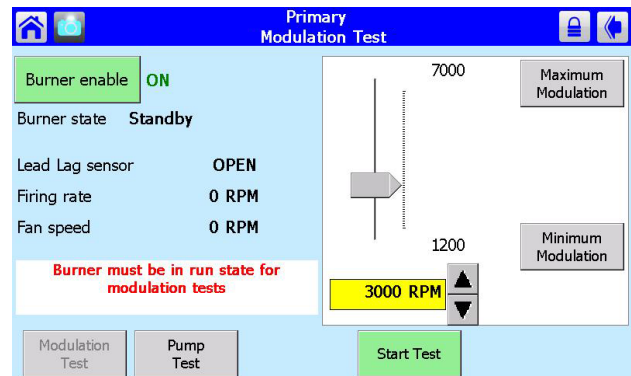 Primary
Modulation Test
Burner enable ON
Burner state Standby
Lead Lag sensor OPEN
Firing rate 0 RPM
Fan speed 0 RPM
Burner must be in run state for
modulation tests
7000
Maximum
Modulation
1200
Minimum
Modulation
3000 RPM
Modulation
Test
Pump
Test
Start Test